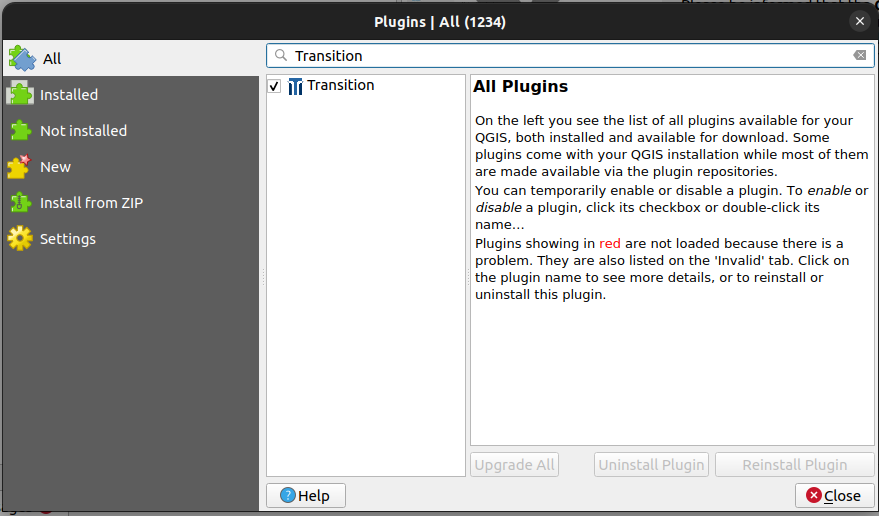 Plugins | All (1234)
All
Installed
Not installed
New
Install from ZIP
Settings
Transition
Transition
All Plugins
On the left you see the list of all plugins available for your
QGIS, both installed and available for download. Some
plugins come with your QGIS installation while most of them
are made available via the plugin repositories.
You can temporarily enable or disable a plugin. To enable or
disable a plugin, click its checkbox or double-click its
name...
Plugins showing in red are not loaded because there is a
problem. They are also listed on the 'Invalid' tab. Click on
the plugin name to see more details, or to reinstall or
uninstall this plugin.
Upgrade All
Uninstall Plugin
Reinstall Plugin
Help
Close